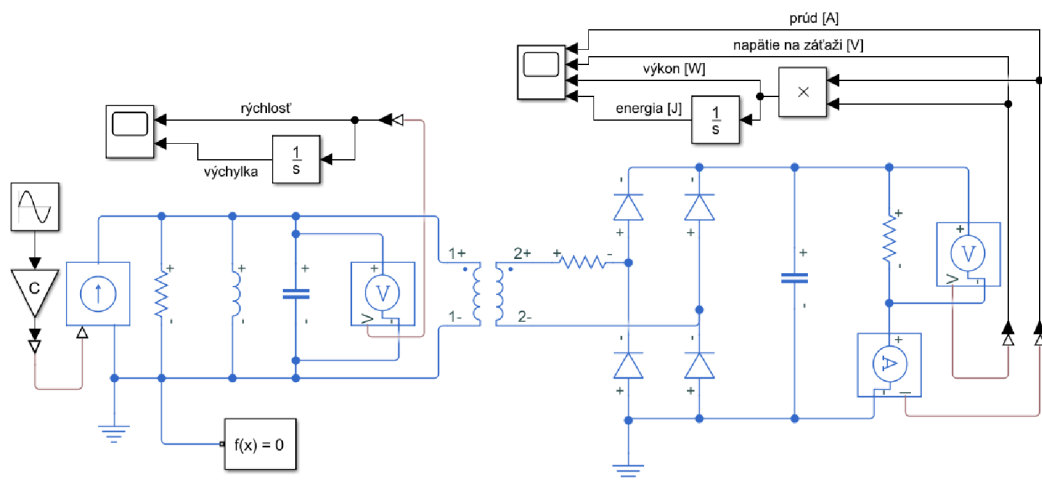 prúd [A]
napätie na záťaži [V]
výkon [W]
energia [J]
×
1
s
rýchlosť
výchylka
1
s
C
1+
1-
2+
2-
V
V
V
V
A
I
f(x) = 0